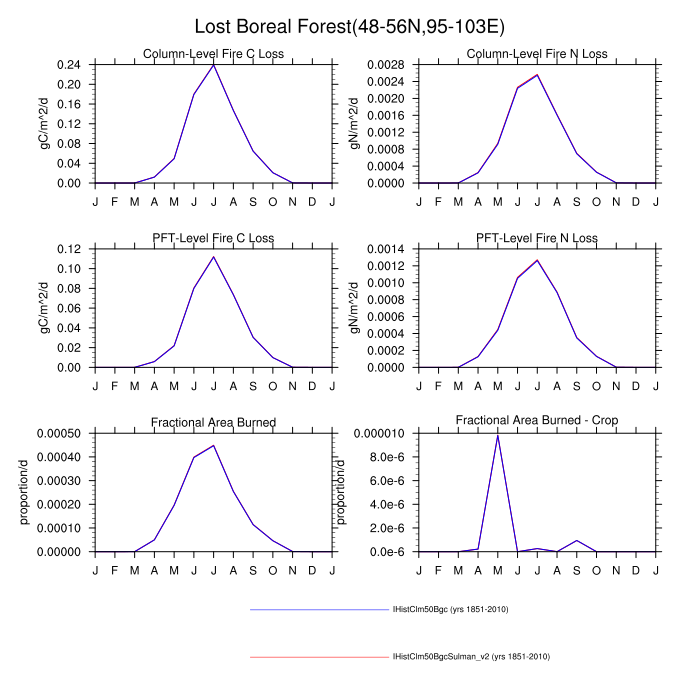 Lost Boreal Forest(48-56N,95-103E)
Column-Level Fire C Loss
gC/m^2/d
0.24
0.20
0.16
0.12
0.08
0.04
0.00
J F M A M J J A S O N D J
Column-Level Fire N Loss
gN/m^2/d
0.0028
0.0024
0.0020
0.0016
0.0012
0.0008
0.0004
0.0000
J F M A M J J A S O N D J
PFT-Level Fire C Loss
gC/m^2/d
0.12
0.10
0.08
0.06
0.04
0.02
0.00
J F M A M J J A S O N D J
PFT-Level Fire N Loss
gN/m^2/d
0.0014
0.0012
0.0010
0.0008
0.0006
0.0004
0.0002
0.0000
J F M A M J J A S O N D J
Fractional Area Burned
proportion/d
0.00050
0.00040
0.00030
0.00020
0.00010
0.00000
J F M A M J J A S O N D J
Fractional Area Burned - Crop
proportion/d
0.000010
8.0e-6
6.0e-6
4.0e-6
2.0e-6
0.0e-6
J F M A M J J A S O N D J
IHistClm50Bgc (yrs 1851-2010)
IHistClm50BgcSulman_v2 (yrs 1851-2010)